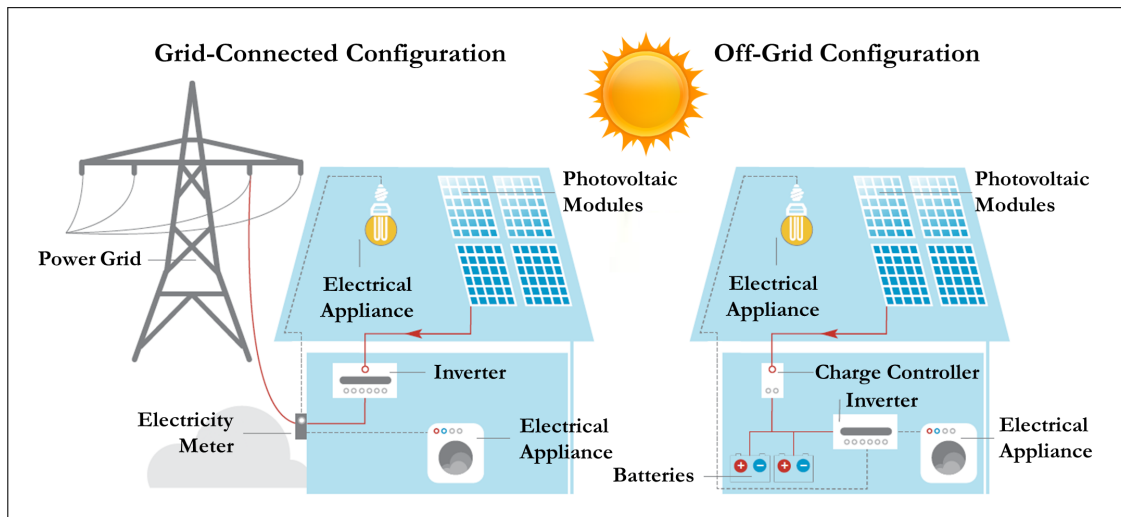 Grid-Connected Configuration
Off-Grid Configuration
Photovoltaic
Modules
Power Grid
Electrical
Appliance
Inverter
Electricity
Meter
Electrical
Appliance
Photovoltaic
Modules
Electrical
Appliance
Charge Controller
Inverter
Electrical
Appliance
Batteries